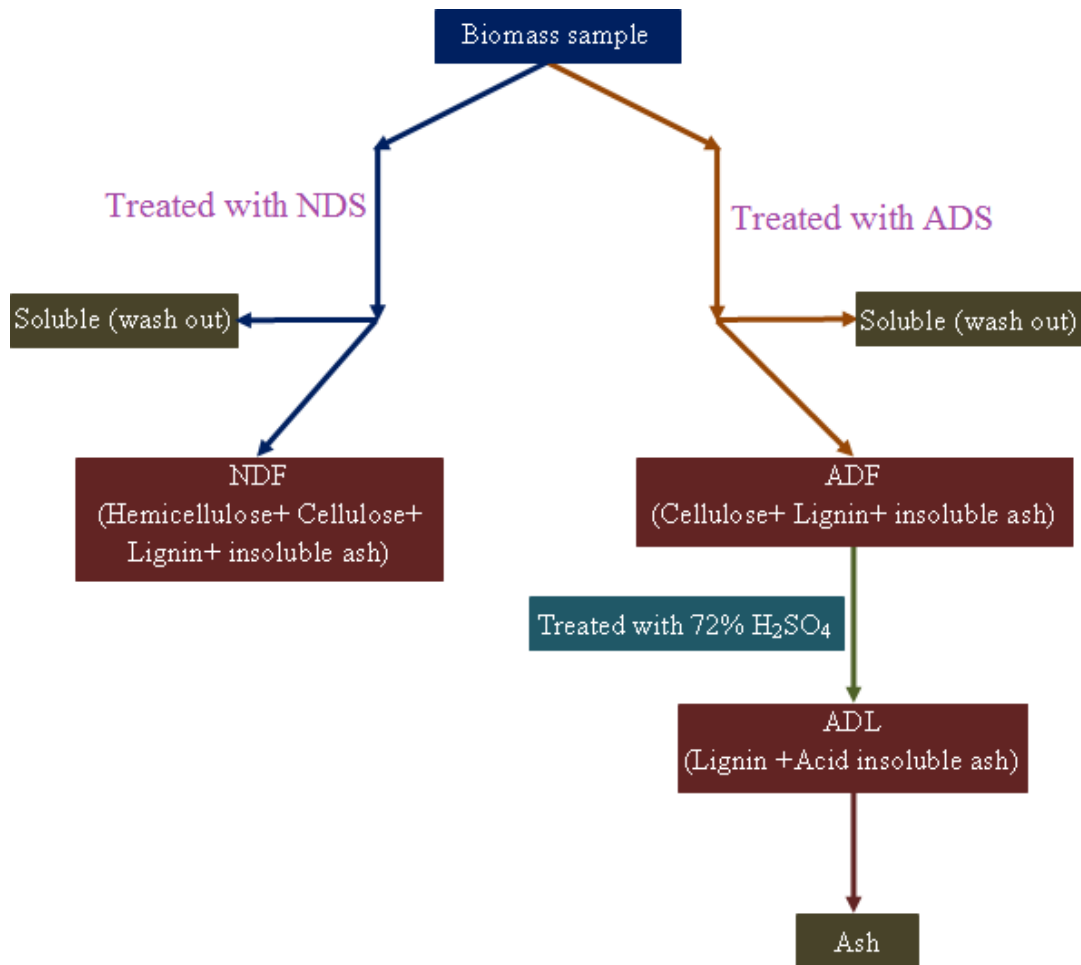 Biomass sample
Treated with NDS
Treated with ADS
Soluble (wash out)
Soluble (wash out)
NDF
(Hemicellulose+ Cellulose+
Lignin+ insoluble ash)
ADF
(Cellulose+ Lignin+ insoluble ash)
Treated with 72% H₂SO₄
ADL
(Lignin +Acid insoluble ash)
Ash